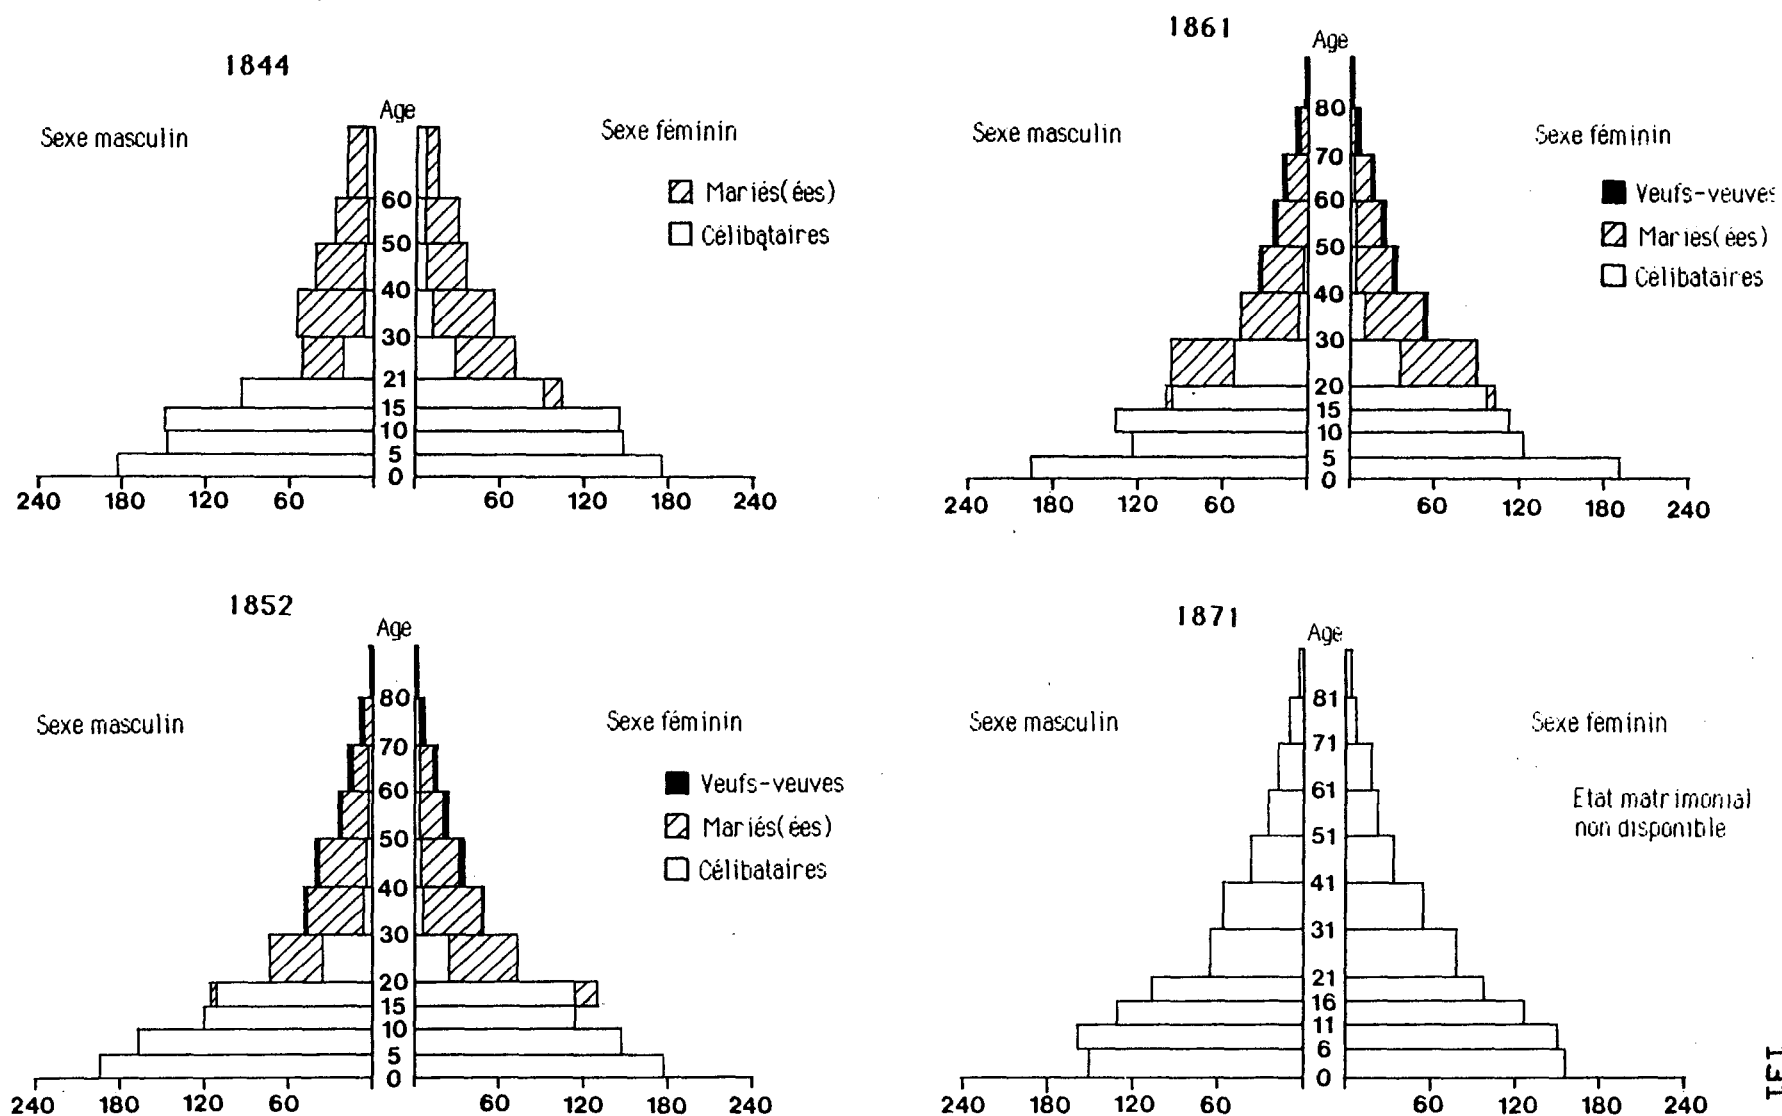 1844
Age
Sexe masculin
Sexe féminin
Mariés(ées)
Célibataires
60
50
40
30
21
15
10
5
0
240 180 120 60 60 120 180 240
1861
Age
Sexe masculin
Sexe féminin
Veufs-veuves
Mariés(ées)
Célibataires
80
70
60
50
40
30
20
15
10
5
0
240 180 120 60 60 120 180 240
1852
Age
Sexe masculin
Sexe féminin
Veufs-veuves
Mariés(ées)
Célibataires
80
70
60
50
40
30
20
15
10
5
0
240 180 120 60 60 120 180 240
1871
Age
Sexe masculin
Sexe féminin
Etat matrimonial
non disponible
81
71
61
51
41
31
21
16
11
6
0
240 180 120 60 60 120 180 240